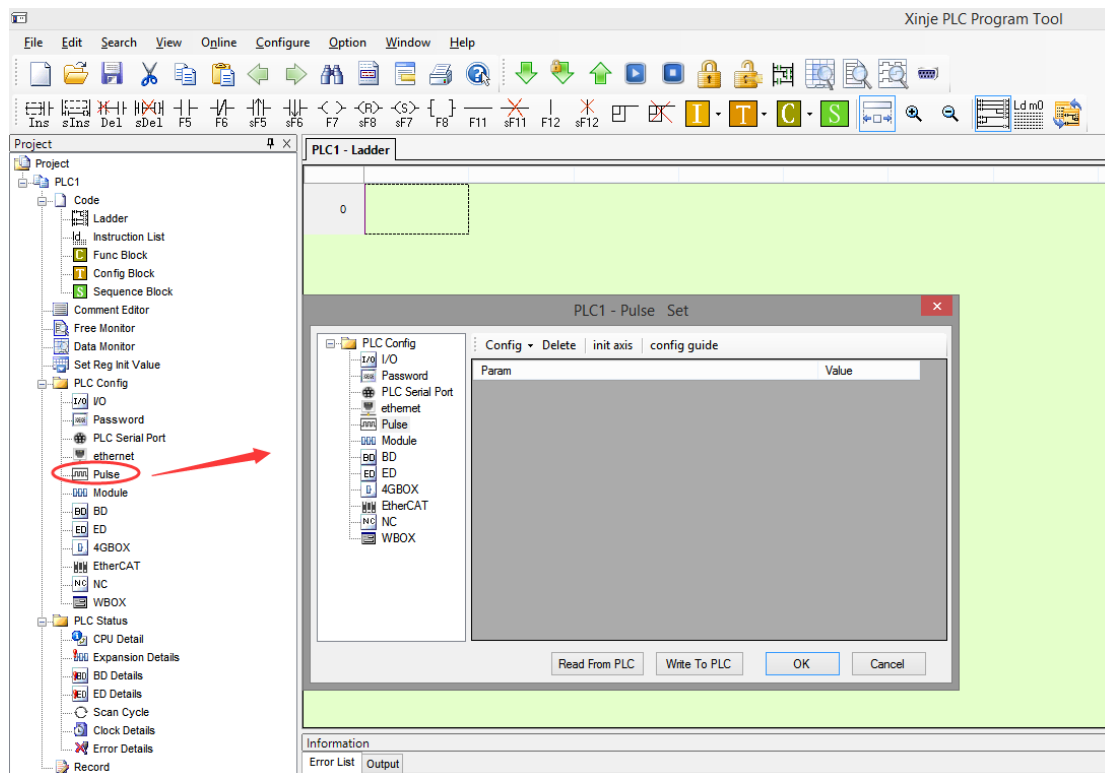 Xinje PLC Program Tool
File Edit Search View Online Configure Option Window Help
Ins sIns Del sDel F5 F6 sF5 sF6 F7 sF8 sF7 F8 F11 sF11 F12 sF12 I T C S Ld m0
Project
PLC1 - Ladder
Project
PLC1
Code
Ladder
Instruction List
Func Block
Config Block
Sequence Block
Comment Editor
Free Monitor
Data Monitor
Set Reg Init Value
PLC Config
I/O
Password
PLC Serial Port
ethernet
Pulse
Module
BD
ED
4GBOX
EtherCAT
NC
WBOX
PLC Status
CPU Detail
Expansion Details
BD Details
ED Details
Scan Cycle
Clock Details
Error Details
Record
0
PLC1 - Pulse Set
PLC Config
I/O
Password
PLC Serial Port
ethernet
Pulse
Module
BD
ED
4GBOX
EtherCAT
NC
WBOX
Config Delete init axis config guide
Param Value
Read From PLC Write To PLC OK Cancel
Information
Error List Output